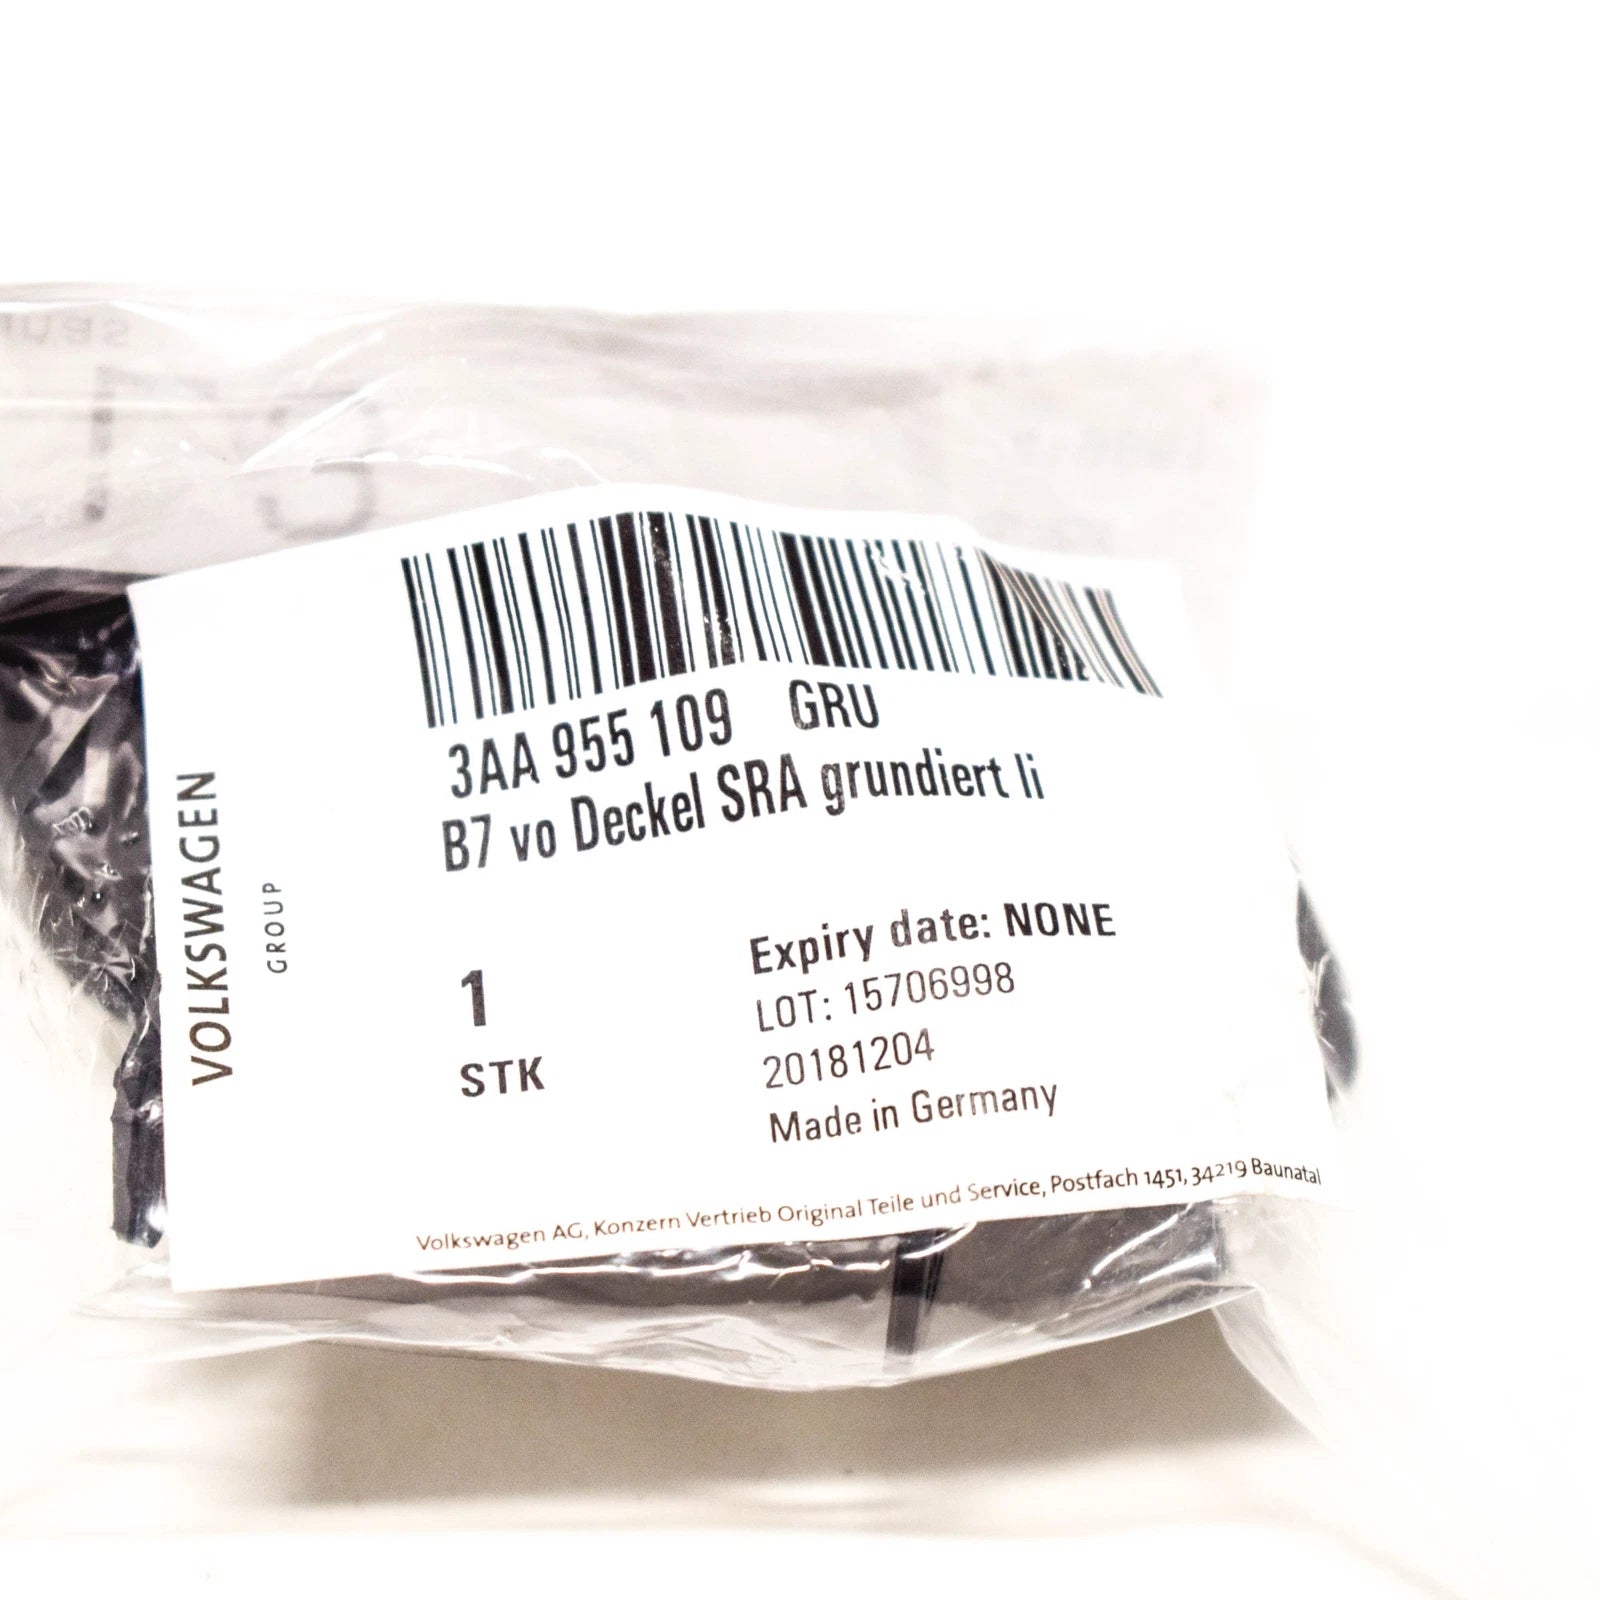 VOLKSWAGEN
GROUP
3AA 955 109 GRU
B7 vo Deckel SRA grundiert li
1
STK
Expiry date: NONE
LOT: 15706998
20181204
Made in Germany
Volkswagen AG, Konzern Vertrieb Original Teile und Service, Postfach 1451, 34219 Baunatal